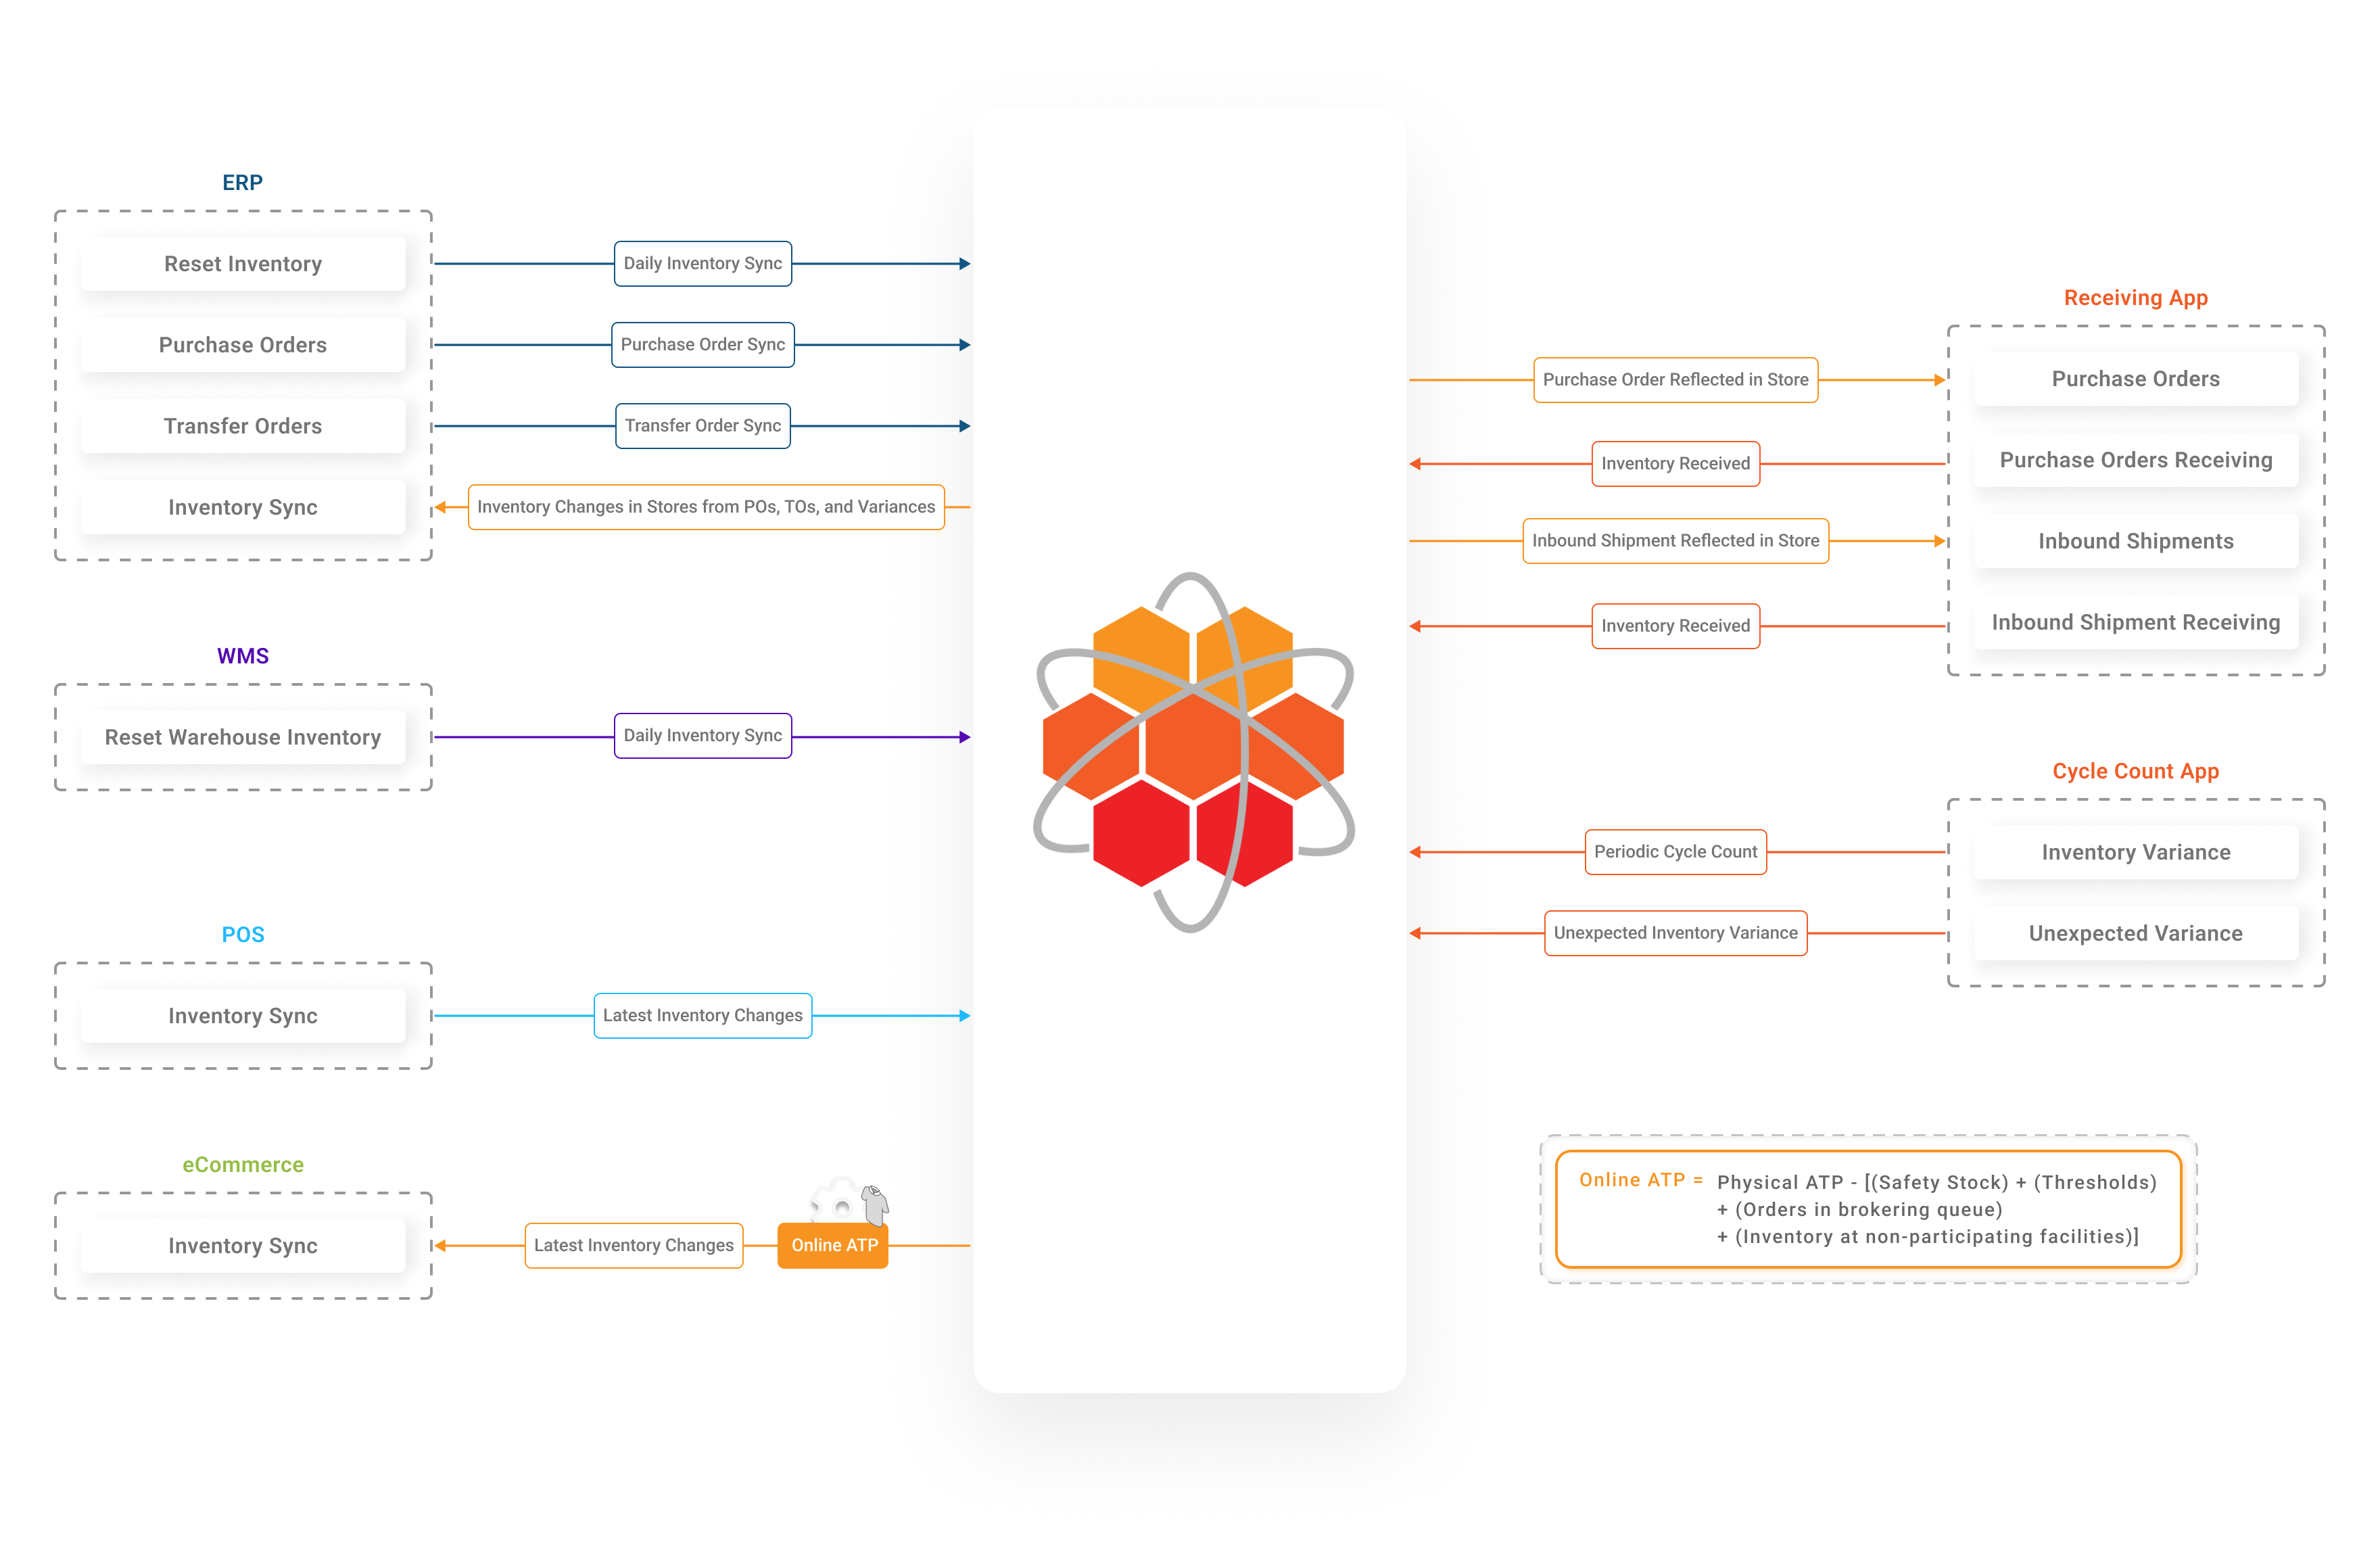 ERP
Reset Inventory
Daily Inventory Sync
Purchase Orders
Purchase Order Sync
Transfer Orders
Transfer Order Sync
Inventory Sync
Inventory Changes in Stores from POs, TOs, and Variances
WMS
Reset Warehouse Inventory
Daily Inventory Sync
POS
Inventory Sync
Latest Inventory Changes
eCommerce
Inventory Sync
Latest Inventory Changes
Online ATP
Receiving App
Purchase Order Reflected in Store
Purchase Orders
Inventory Received
Purchase Orders Receiving
Inbound Shipment Reflected in Store
Inbound Shipments
Inventory Received
Inbound Shipment Receiving
Cycle Count App
Periodic Cycle Count
Inventory Variance
Unexpected Inventory Variance
Unexpected Variance
Online ATP = Physical ATP - [(Safety Stock) + (Thresholds)
+ (Orders in brokering queue)
+ (Inventory at non-participating facilities)]